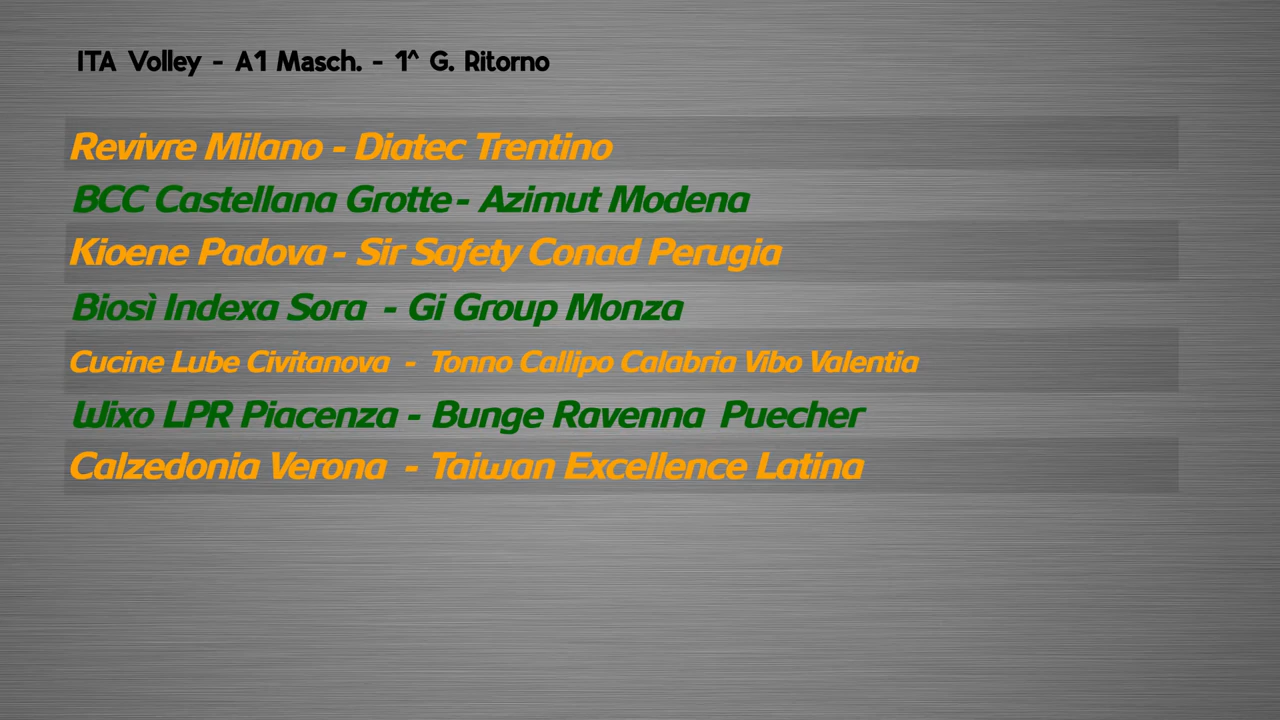 ITA Volley - A1 Masch. - 1^ G. Ritorno
Revivre Milano - Diatec Trentino
BCC Castellana Grotte - Azimut Modena
Kioene Padova - Sir Safety Conad Perugia
Biosì Indexa Sora - Gi Group Monza
Cucine Lube Civitanova - Tonno Callipo Calabria Vibo Valentia
Wixo LPR Piacenza - Bunge Ravenna Puecher
Calzedonia Verona - Taiwan Excellence Latina